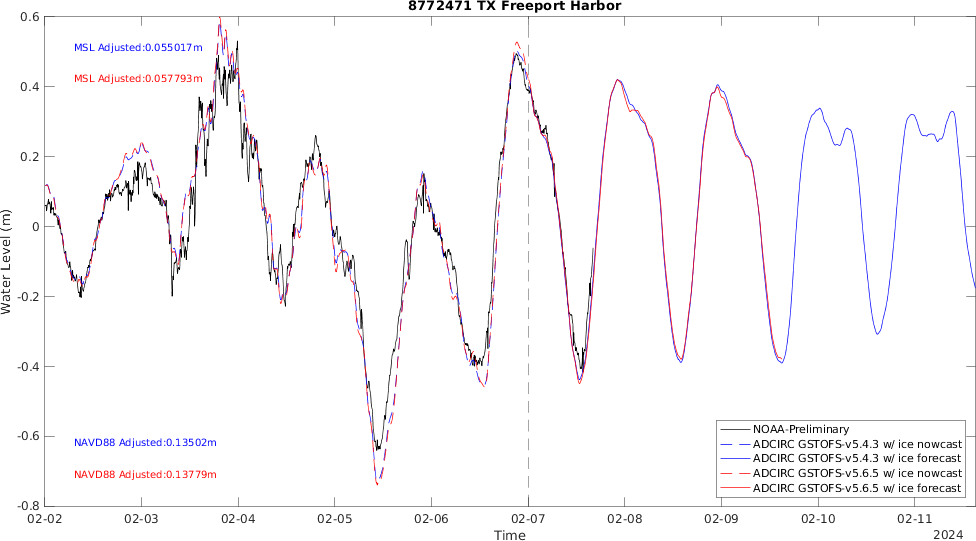 8772471 TX Freeport Harbor
0.6
MSL Adjusted:0.055017m
MSL Adjusted:0.057793m
0.4
0.2
0
-0.2
-0.4
-0.6
-0.8
Water Level (m)
NAVD88 Adjusted:0.13502m
NAVD88 Adjusted:0.13779m
NOAA-Preliminary
ADCIRC GSTOFS-v5.4.3 w/ ice nowcast
ADCIRC GSTOFS-v5.4.3 w/ ice forecast
ADCIRC GSTOFS-v5.6.5 w/ ice nowcast
ADCIRC GSTOFS-v5.6.5 w/ ice forecast
02-02 02-03 02-04 02-05 02-06 02-07 02-08 02-09 02-10 02-11
Time
2024